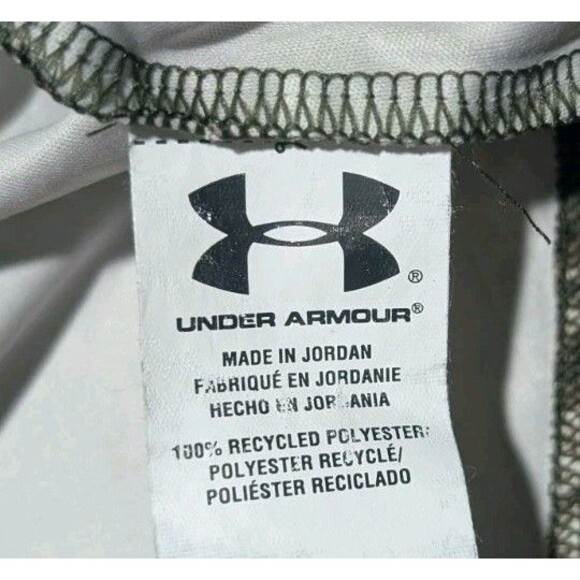 ®
UNDER ARMOUR®
MADE IN JORDAN
FABRIQUÉ EN JORDANIE
HECHO EN JORDANIA
100% RECYCLED POLYESTER/
POLYESTER RECYCLÉ/
POLIÉSTER RECICLADO